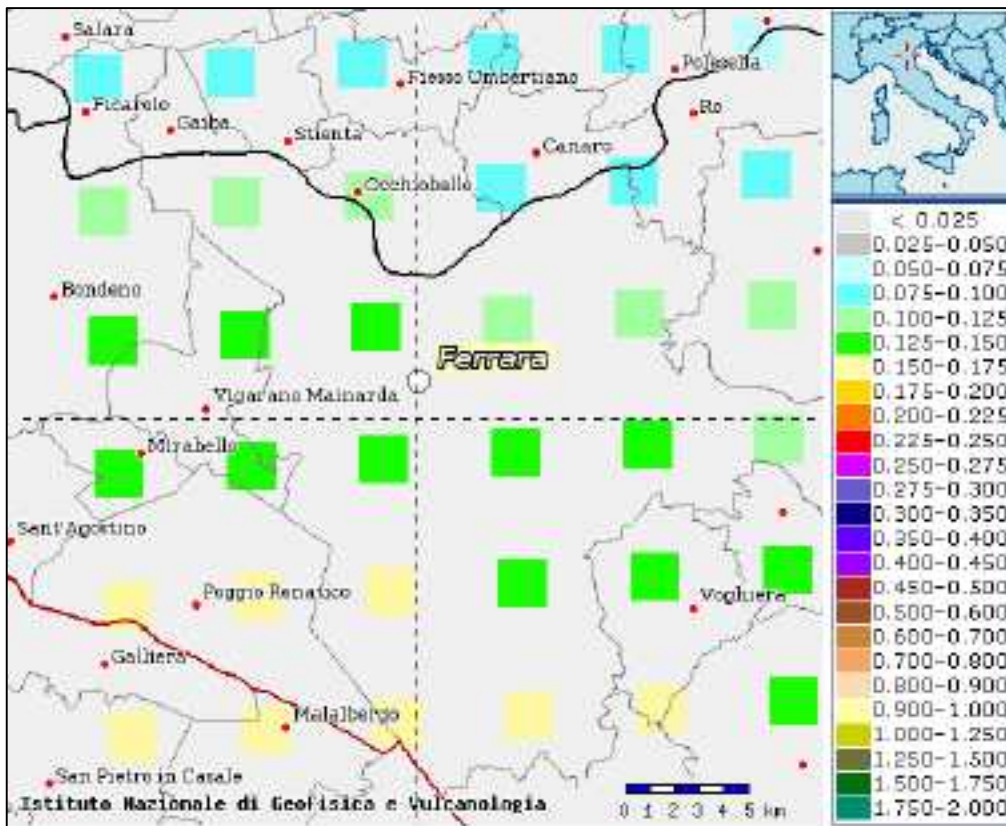 Salara
Fiesso Umbertiano
Polesella
Ficarolo
Gaiba
Ro
Stienta
Canaro
Occhiobello
Bondeno
Ferrara
Vigarano Mainarda
Mirabello
Sant'Agostino
Poggio Renatico
Voghiera
Galliera
Malalbergo
San Pietro in Casale
Istituto Nazionale di Geofisica e Vulcanologia
0 1 2 3 4 5 km
< 0.025
0.025-0.050
0.050-0.075
0.075-0.100
0.100-0.125
0.125-0.150
0.150-0.175
0.175-0.200
0.200-0.225
0.225-0.250
0.250-0.275
0.275-0.300
0.300-0.350
0.350-0.400
0.400-0.450
0.450-0.500
0.500-0.600
0.600-0.700
0.700-0.800
0.800-0.900
0.900-1.000
1.000-1.250
1.250-1.500
1.500-1.750
1.750-2.000